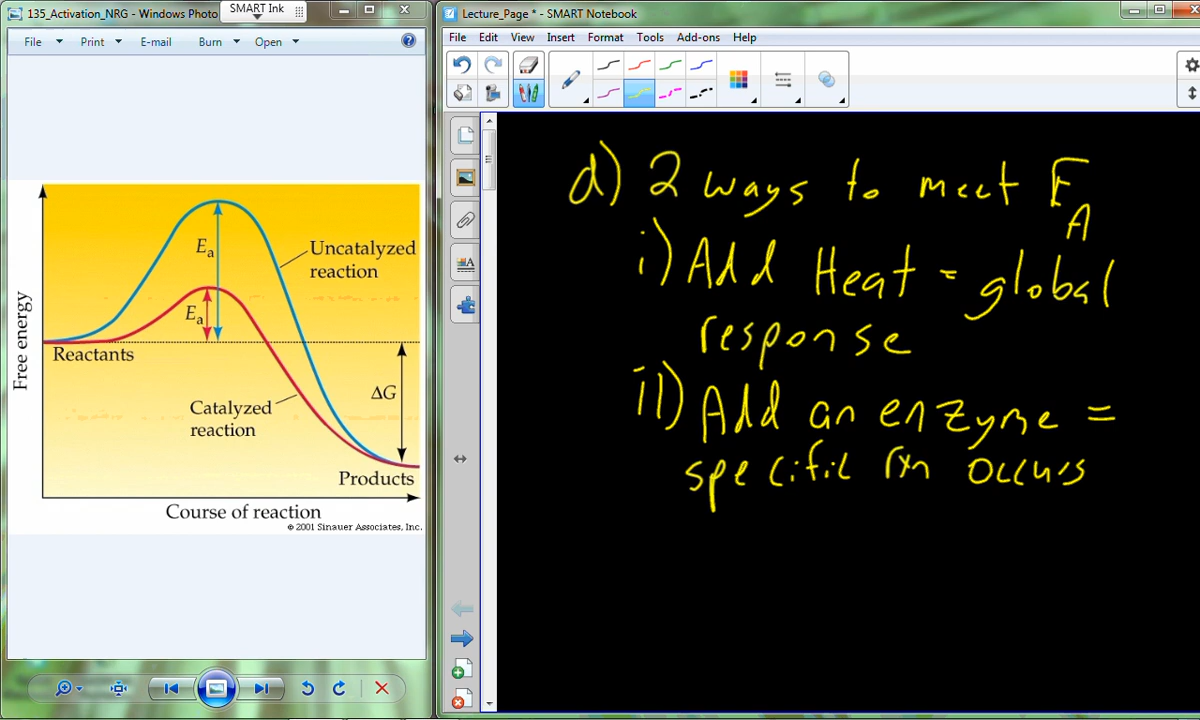 135_Activation_NRG - Windows Photo
SMART Ink
File Print E-mail Burn Open
Free energy
Ea
Uncatalyzed
reaction
Ea
Reactants
ΔG
Catalyzed
reaction
Products
Course of reaction
© 2001 Sinauer Associates, Inc.
Lecture_Page * - SMART Notebook
File Edit View Insert Format Tools Add-ons Help
d) 2 ways to meet EA
i) Add Heat = global
response
ii) Add an enzyme =
specific rxn occurs